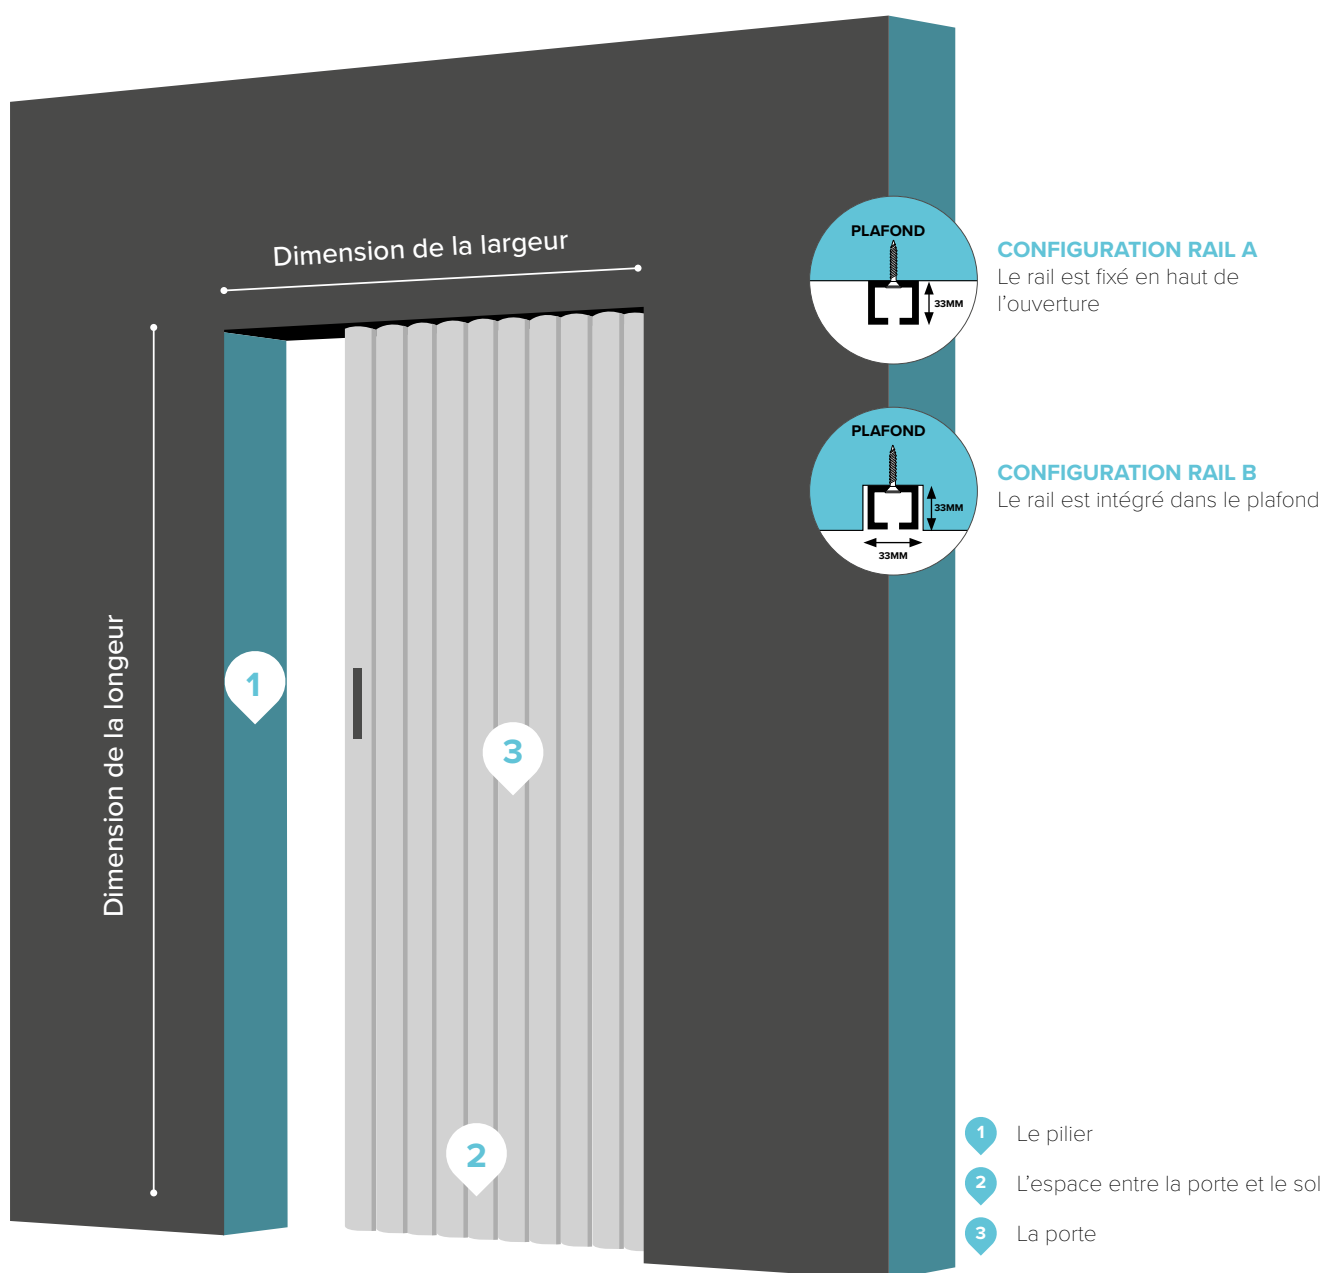 Dimension de la largeur
Dimension de la longeur
PLAFOND
33MM
CONFIGURATION RAIL A
Le rail est fixé en haut de
l’ouverture
PLAFOND
33MM
33MM
CONFIGURATION RAIL B
Le rail est intégré dans le plafond
1
3
2
1 Le pilier
2 L’espace entre la porte et le sol
3 La porte